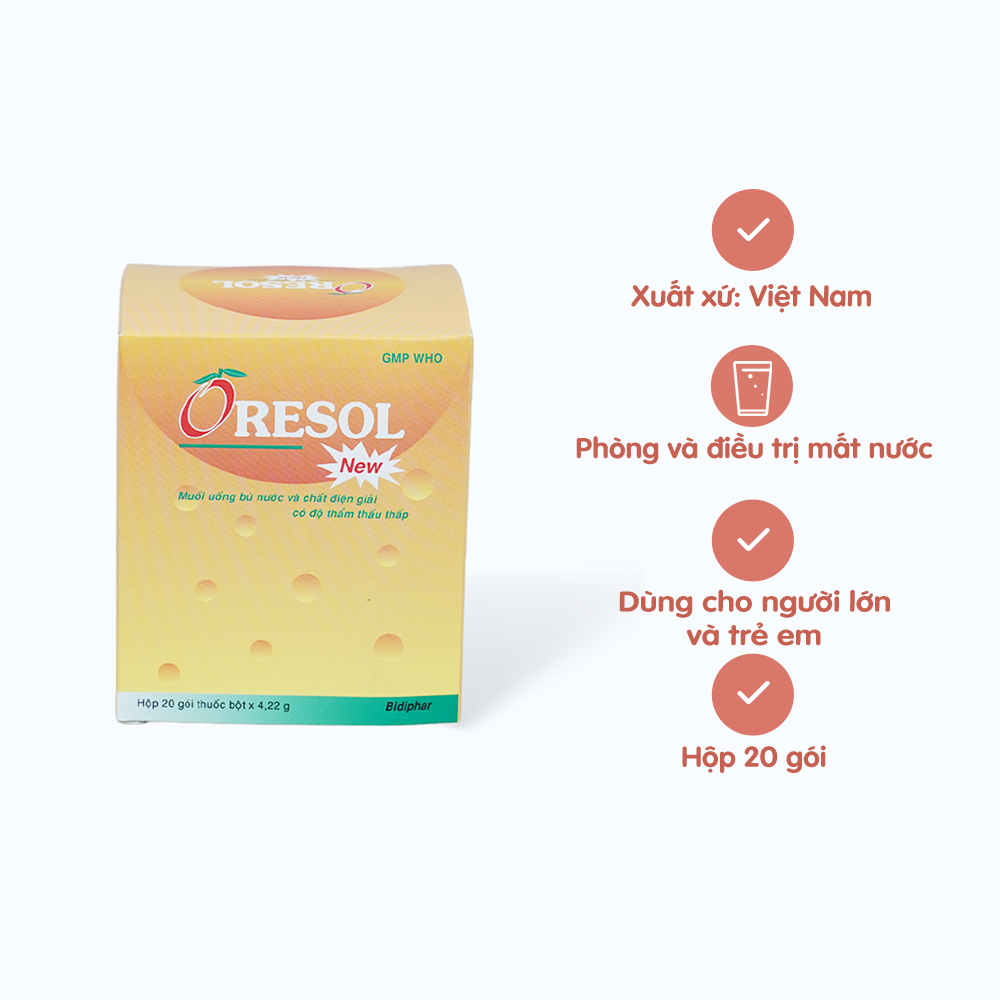 ORESOL
New
GMP WHO
ORESOL
New
Muối uống bù nước và chất điện giải
có độ thẩm thấu thấp
Hộp 20 gói thuốc bột x 4,22 g
Bidiphar
Xuất xứ: Việt Nam
Phòng và điều trị mất nước
Dùng cho người lớn
và trẻ em
Hộp 20 gói